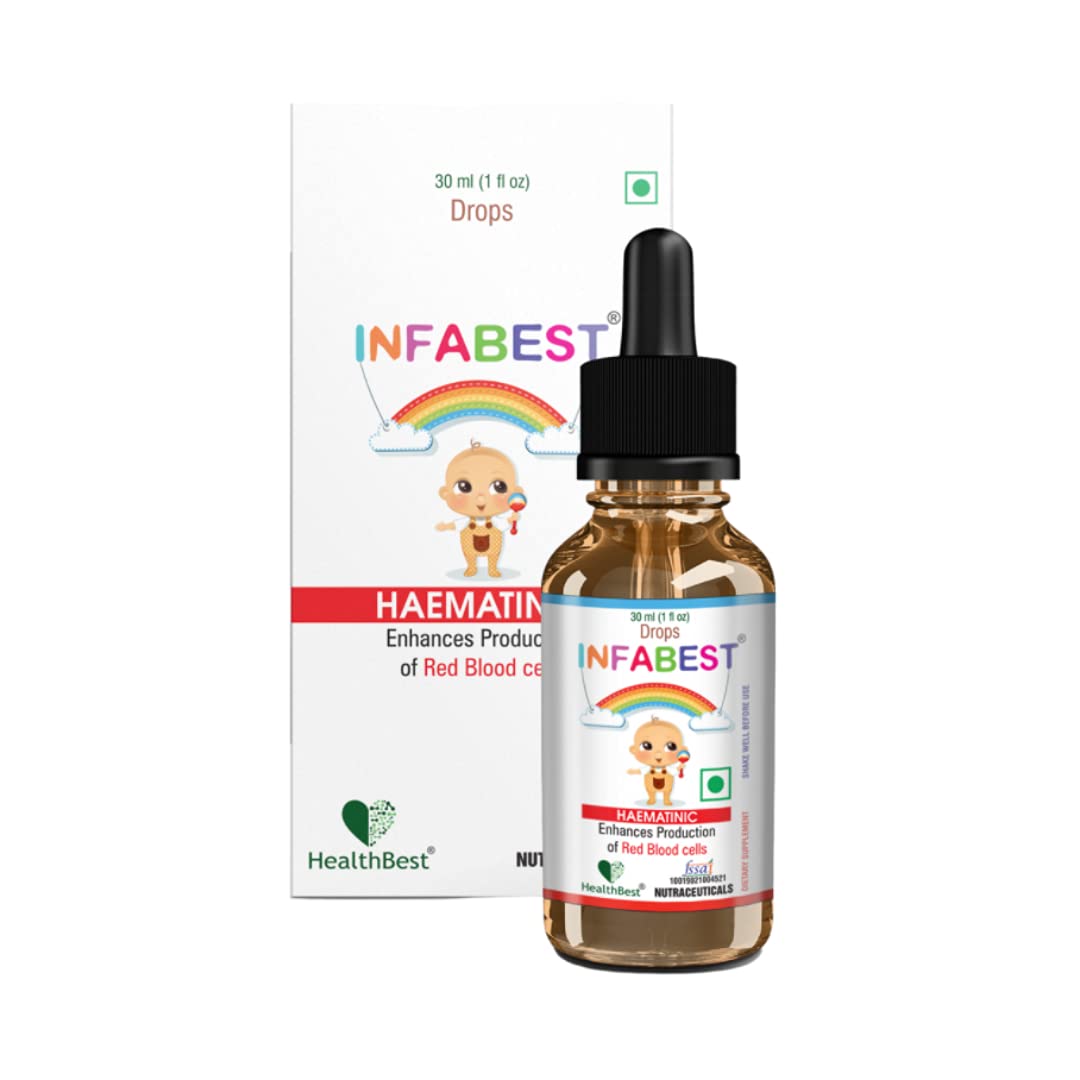 30 ml (1 fl oz)
Drops
INFABEST®
HAEMATIN
Enhances Produc
of Red Blood ce
HealthBest®
NUT
30 ml (1 fl oz)
Drops
INFABEST®
HAEMATINIC
Enhances Production
of Red Blood cells
HealthBest®
fssai
10019021004521
NUTRACEUTICALS
SHAKE WELL BEFORE USE
DIETARY SUPPLEMENT